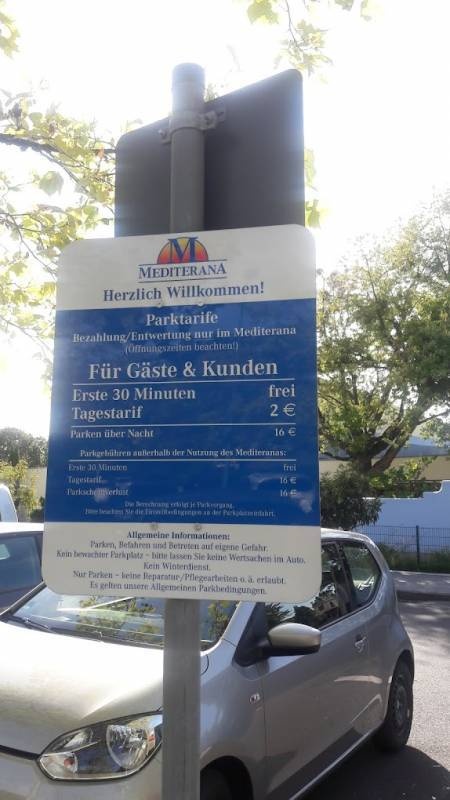 M
MEDITERANA
Herzlich Willkommen!
Parktarife
Bezahlung/Entwertung nur im Mediterana
(Öffnungszeiten beachten!)
Für Gäste & Kunden
Erste 30 Minuten frei
Tagestarif 2 €
Parken über Nacht 16 €
Parkgebühren außerhalb der Nutzung des Mediteranas:
Erste 30 Minuten frei
Tagestarif 16 €
Parkscheinverlust 16 €
Die Berechnung erfolgt je Parkvorgang.
Bitte beachten Sie die Einstellbedingungen an der Parkplatzeinfahrt.
Allgemeine Informationen:
Parken, Befahren und Betreten auf eigene Gefahr.
Kein bewachter Parkplatz - bitte lassen Sie keine Wertsachen im Auto.
Kein Winterdienst.
Nur Parken - keine Reparatur/Pflegearbeiten o. ä. erlaubt.
Es gelten unsere Allgemeinen Parkbedingungen.